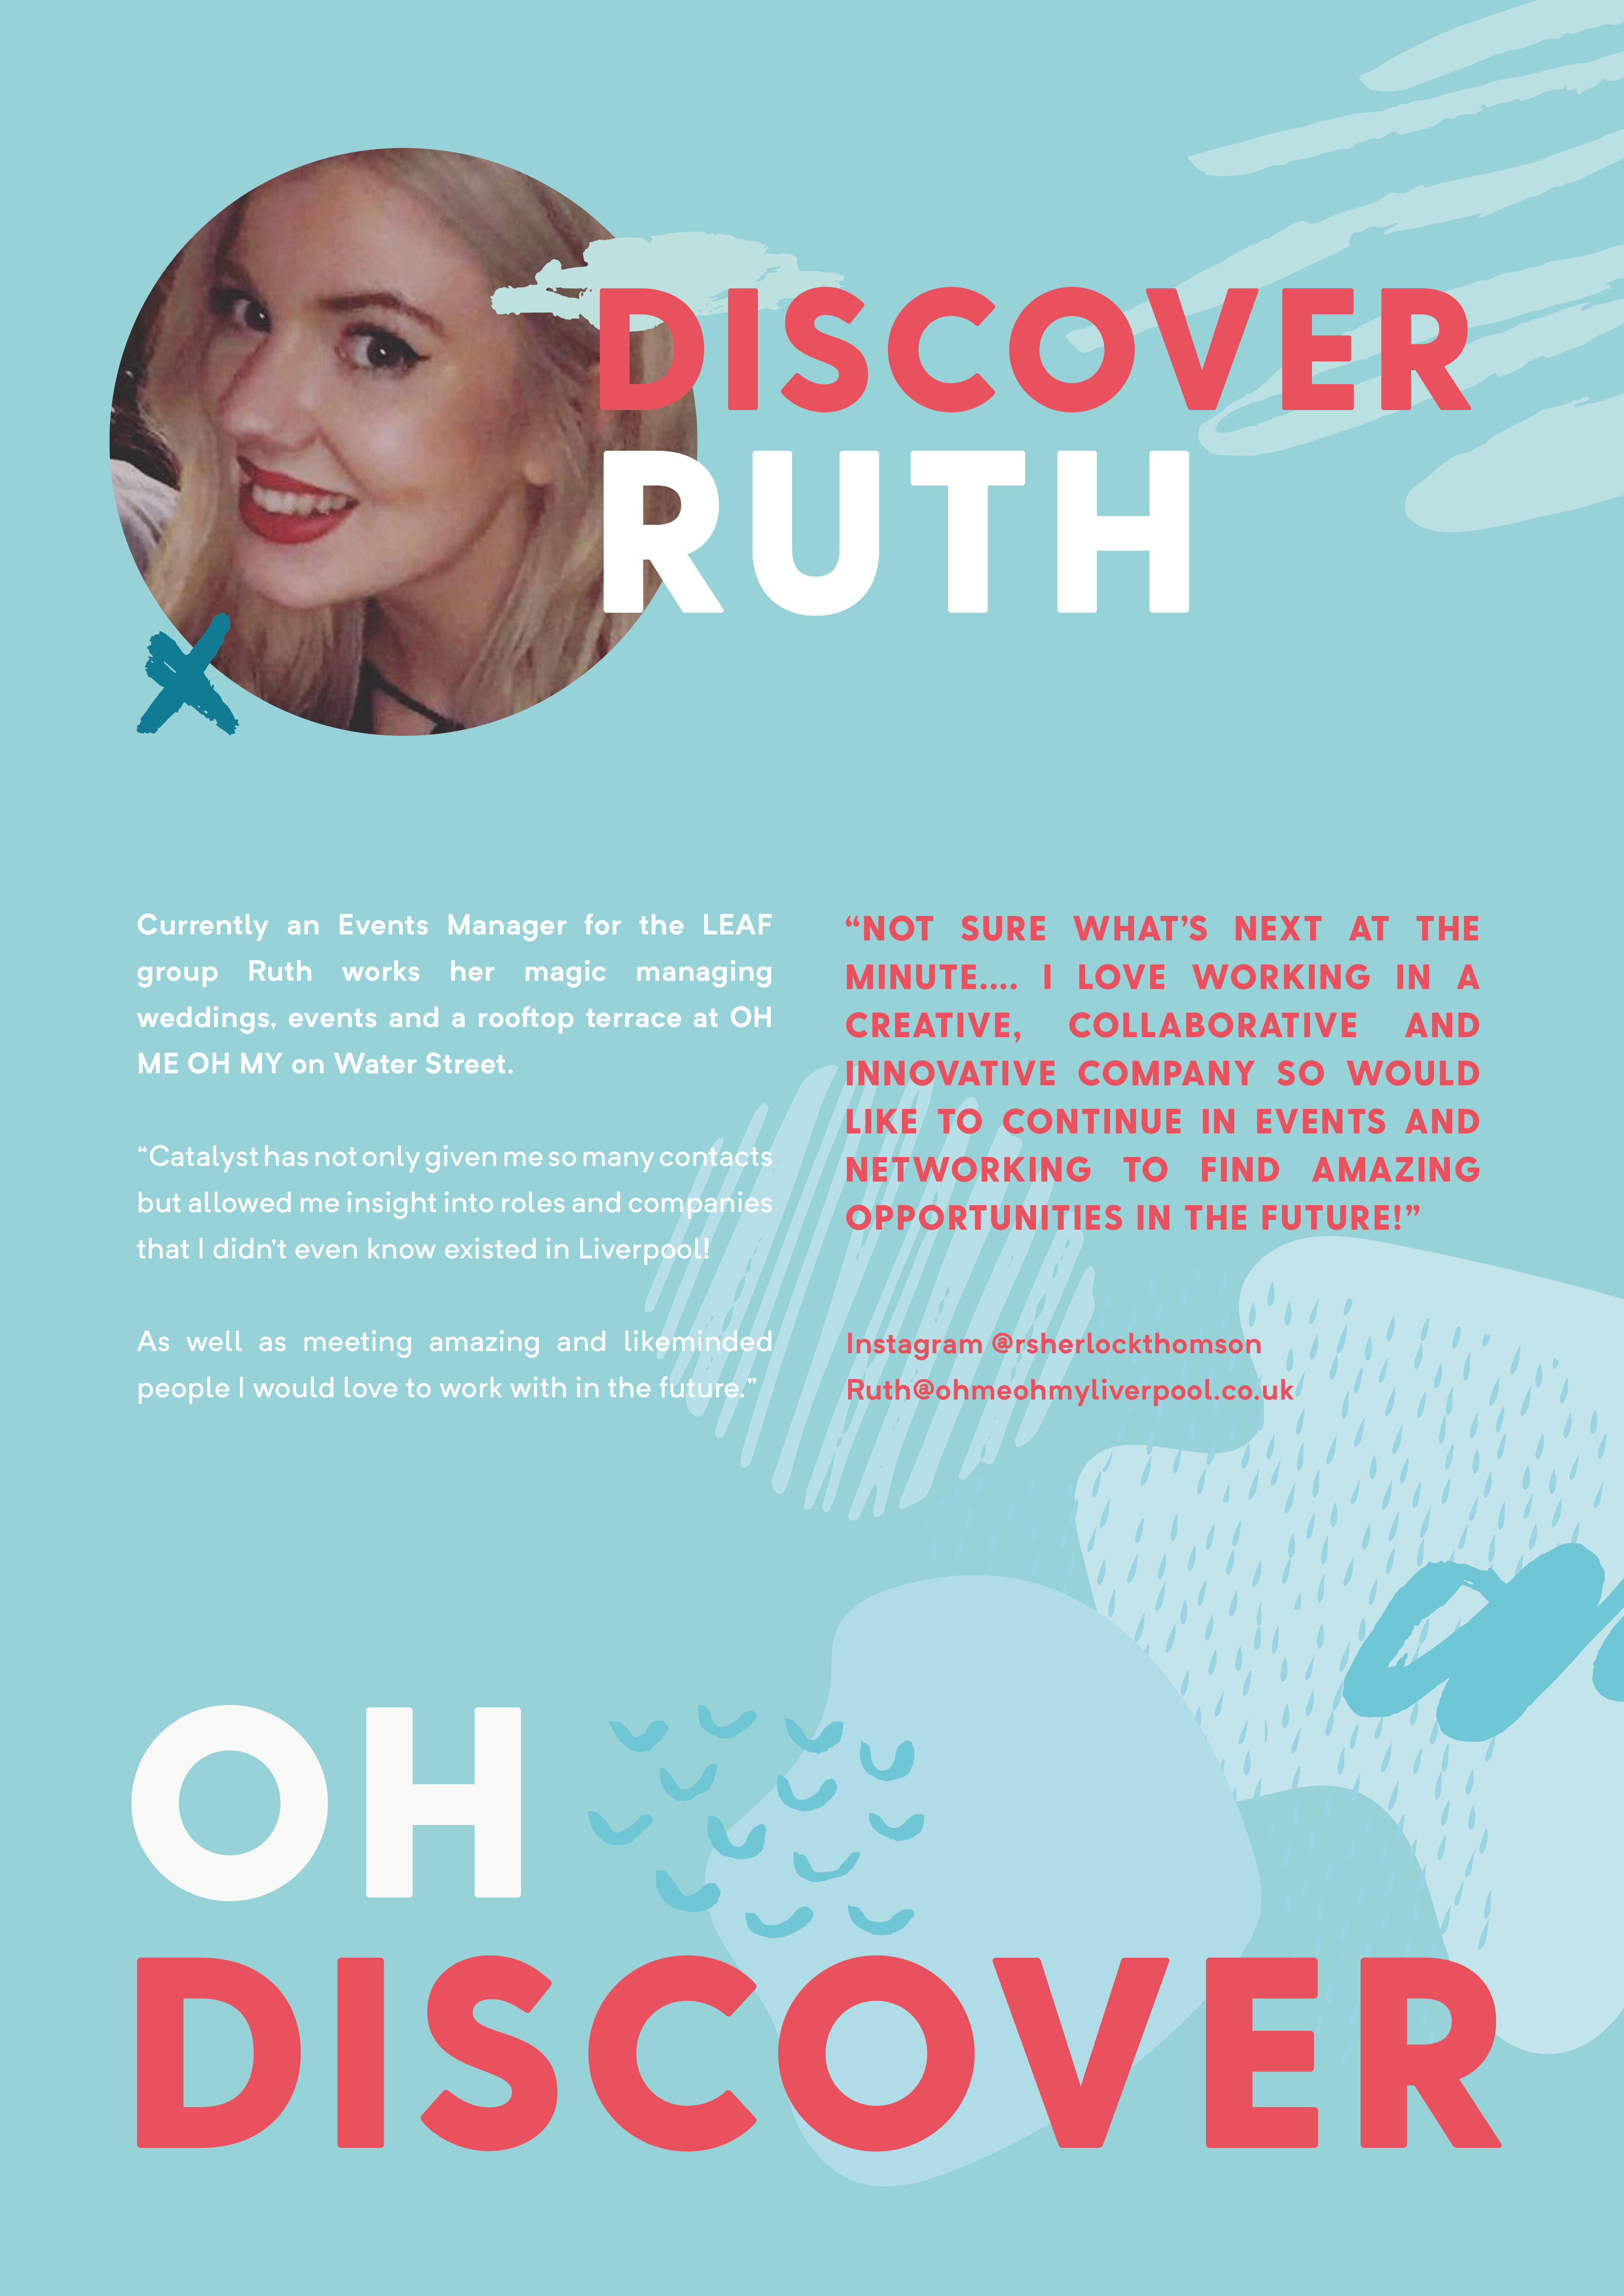 DISCOVER
RUTH
Currently an Events Manager for the LEAF
group Ruth works her magic managing
weddings, events and a rooftop terrace at OH
ME OH MY on Water Street.
“Catalyst has not only given me so many contacts
but allowed me insight into roles and companies
that I didn’t even know existed in Liverpool!
As well as meeting amazing and likeminded
people I would love to work with in the future.”
“NOT SURE WHAT’S NEXT AT THE
MINUTE.... I LOVE WORKING IN A
CREATIVE, COLLABORATIVE AND
INNOVATIVE COMPANY SO WOULD
LIKE TO CONTINUE IN EVENTS AND
NETWORKING TO FIND AMAZING
OPPORTUNITIES IN THE FUTURE!”
Instagram @rsherlockthomson
Ruth@ohmeohmyliverpool.co.uk
OH
DISCOVER